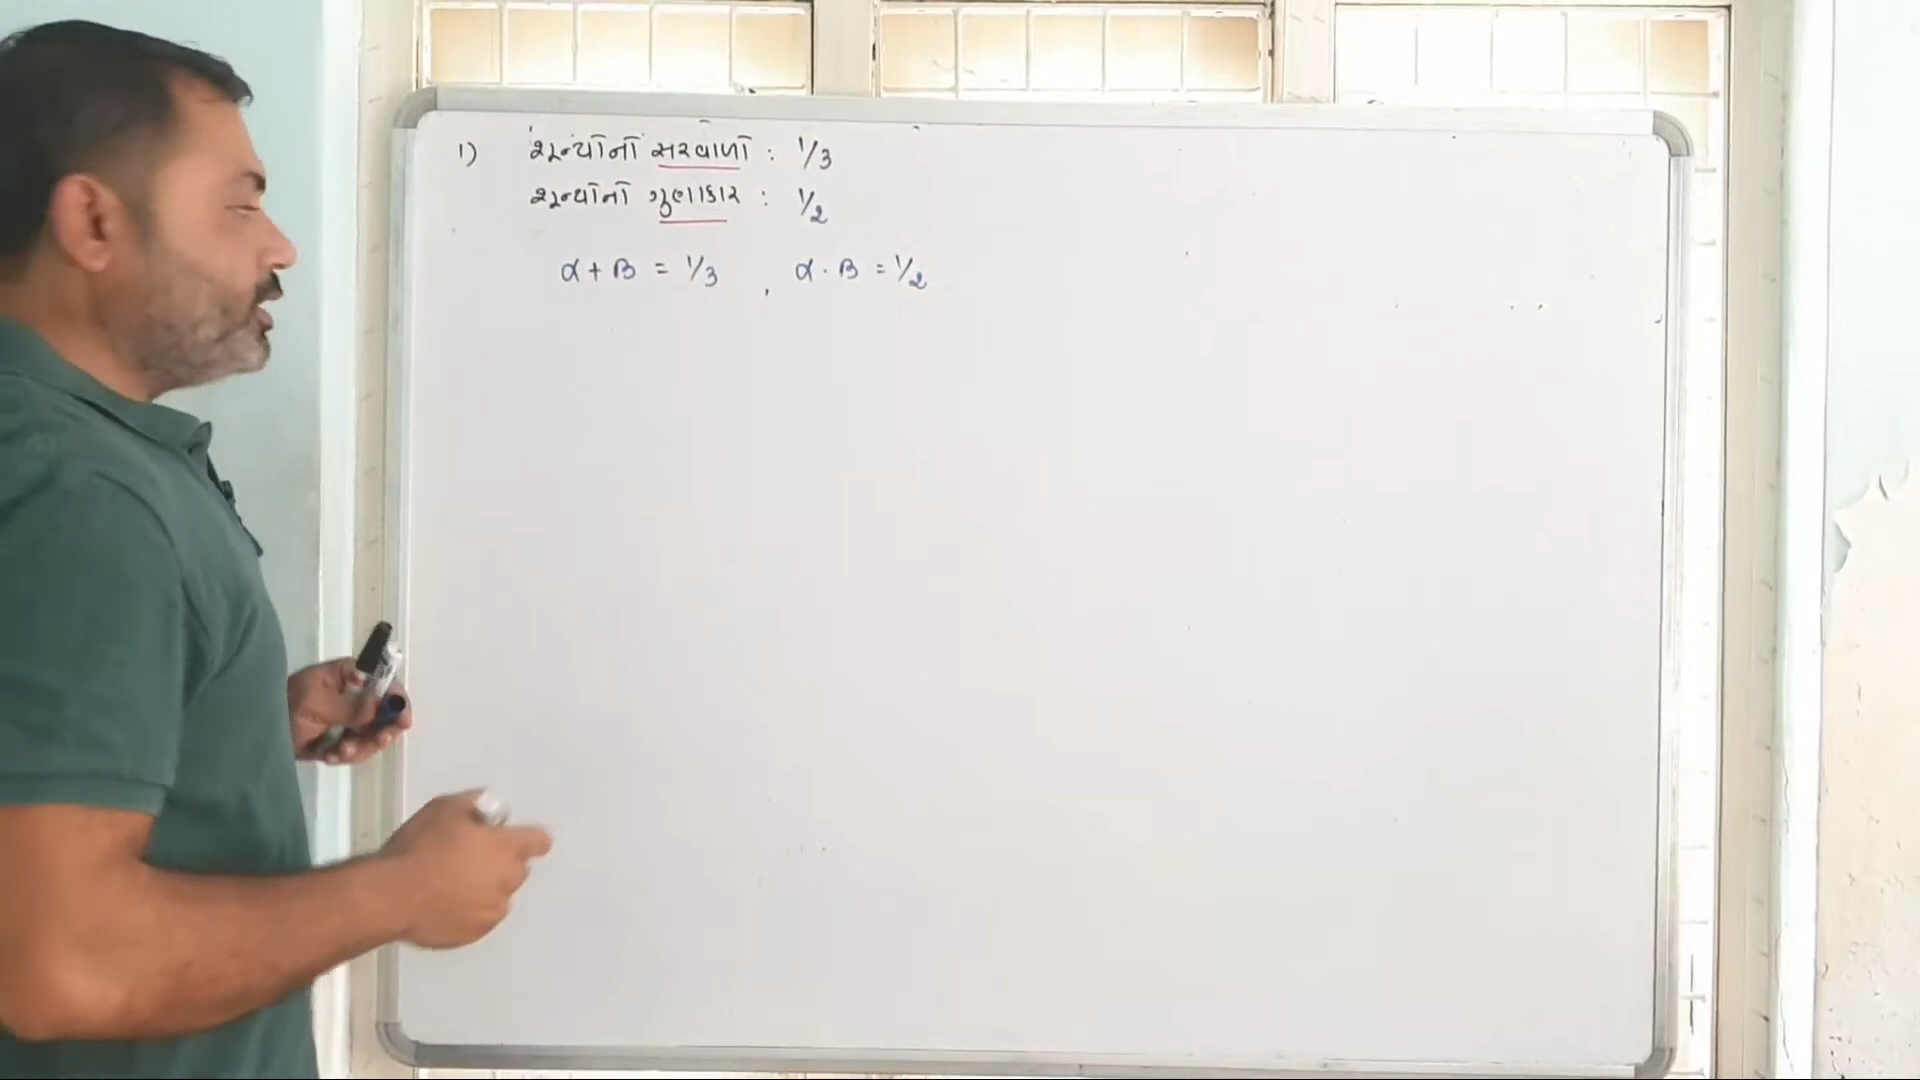 1) શૂન્યોનો સરવાળો : 1/3
શૂન્યોનો ગુણાકાર : 1/2
α + β = 1/3 , α · β = 1/2